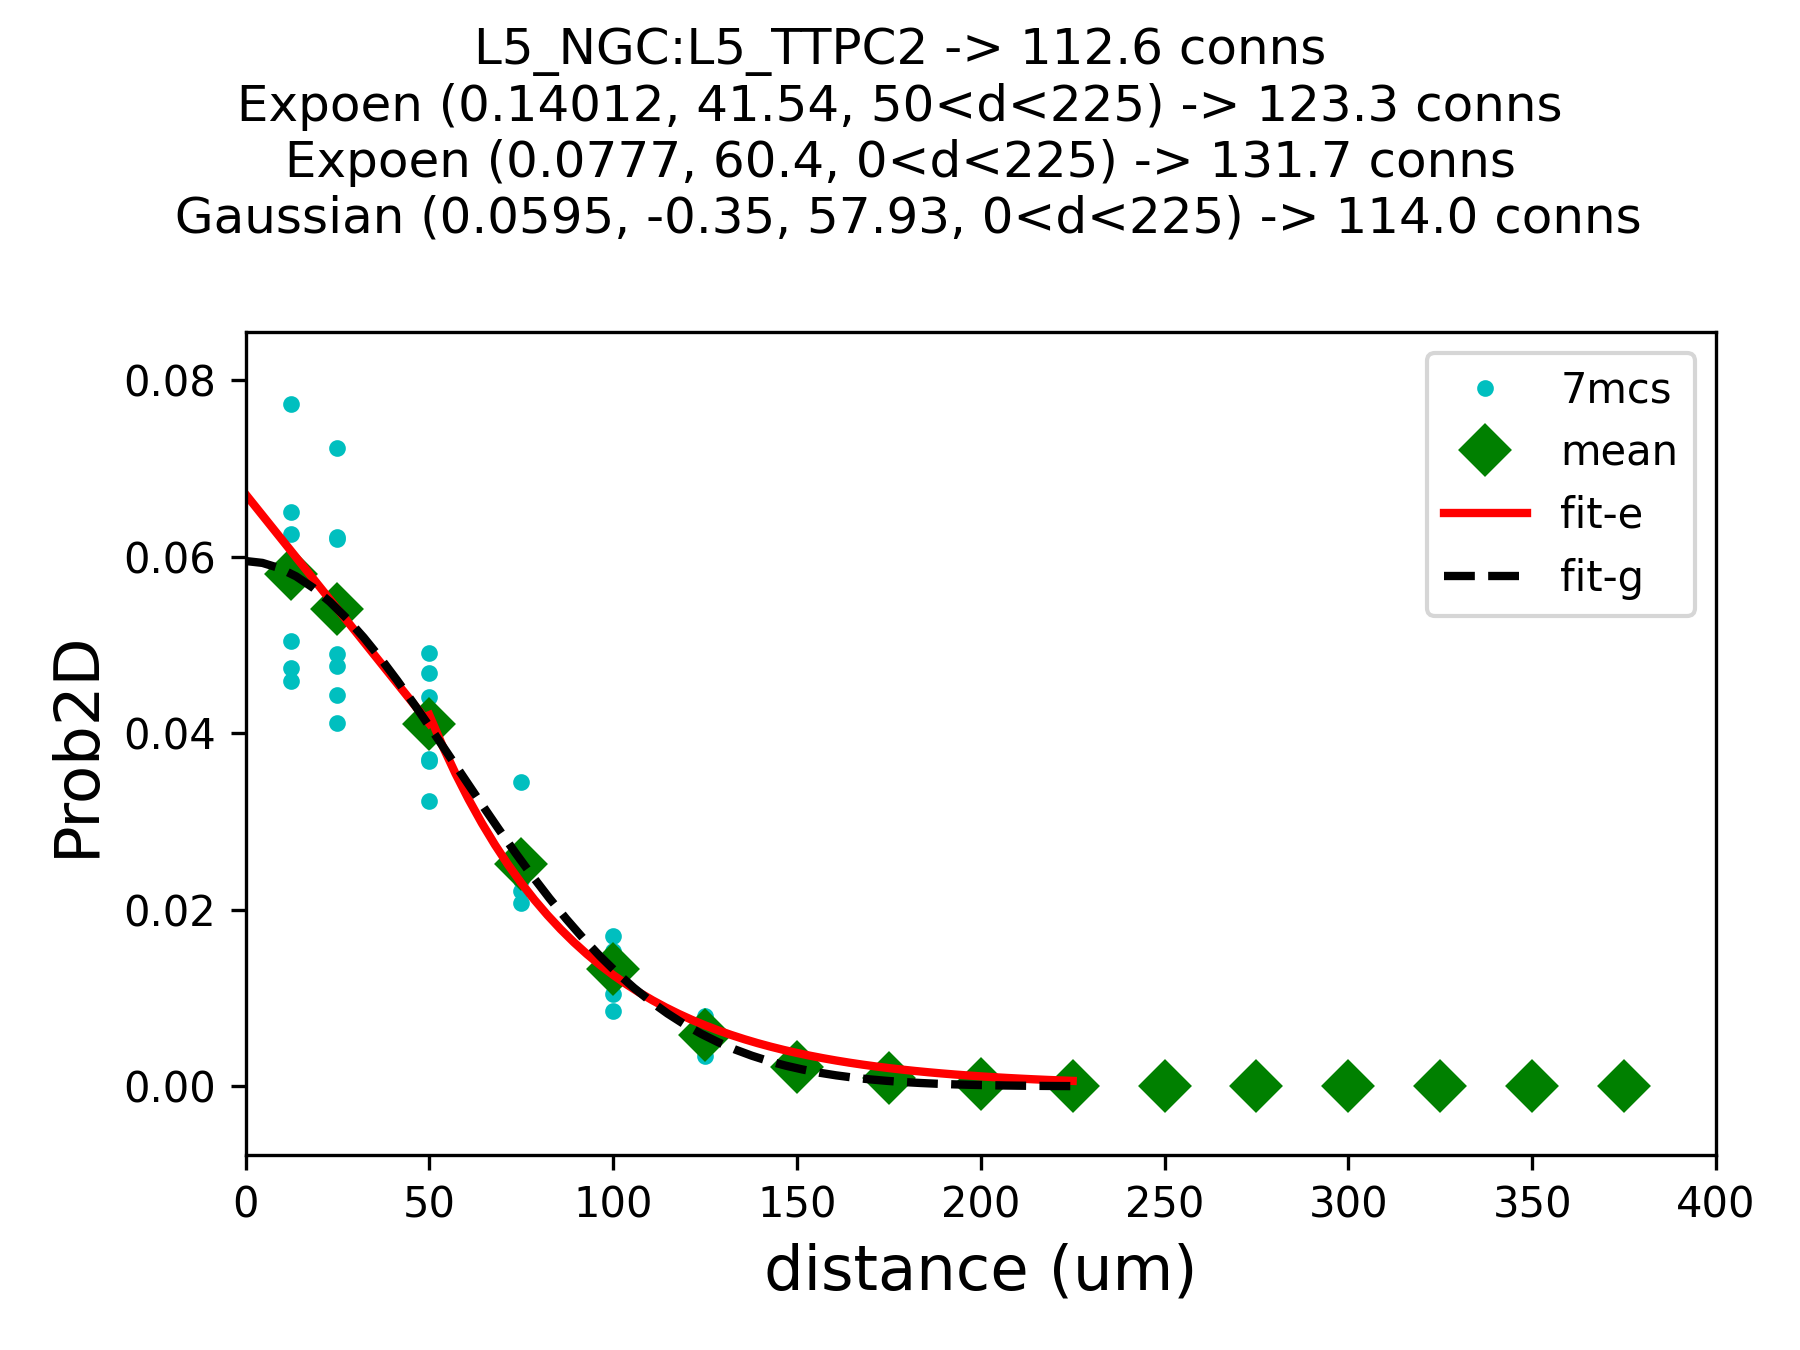 L5_NGC:L5_TTPC2 -> 112.6 conns
Expoen (0.14012, 41.54, 50<d<225) -> 123.3 conns
Expoen (0.0777, 60.4, 0<d<225) -> 131.7 conns
Gaussian (0.0595, -0.35, 57.93, 0<d<225) -> 114.0 conns
7mcs
mean
fit-e
fit-g
Prob2D
0.08
0.06
0.04
0.02
0.00
0 50 100 150 200 250 300 350 400
distance (um)